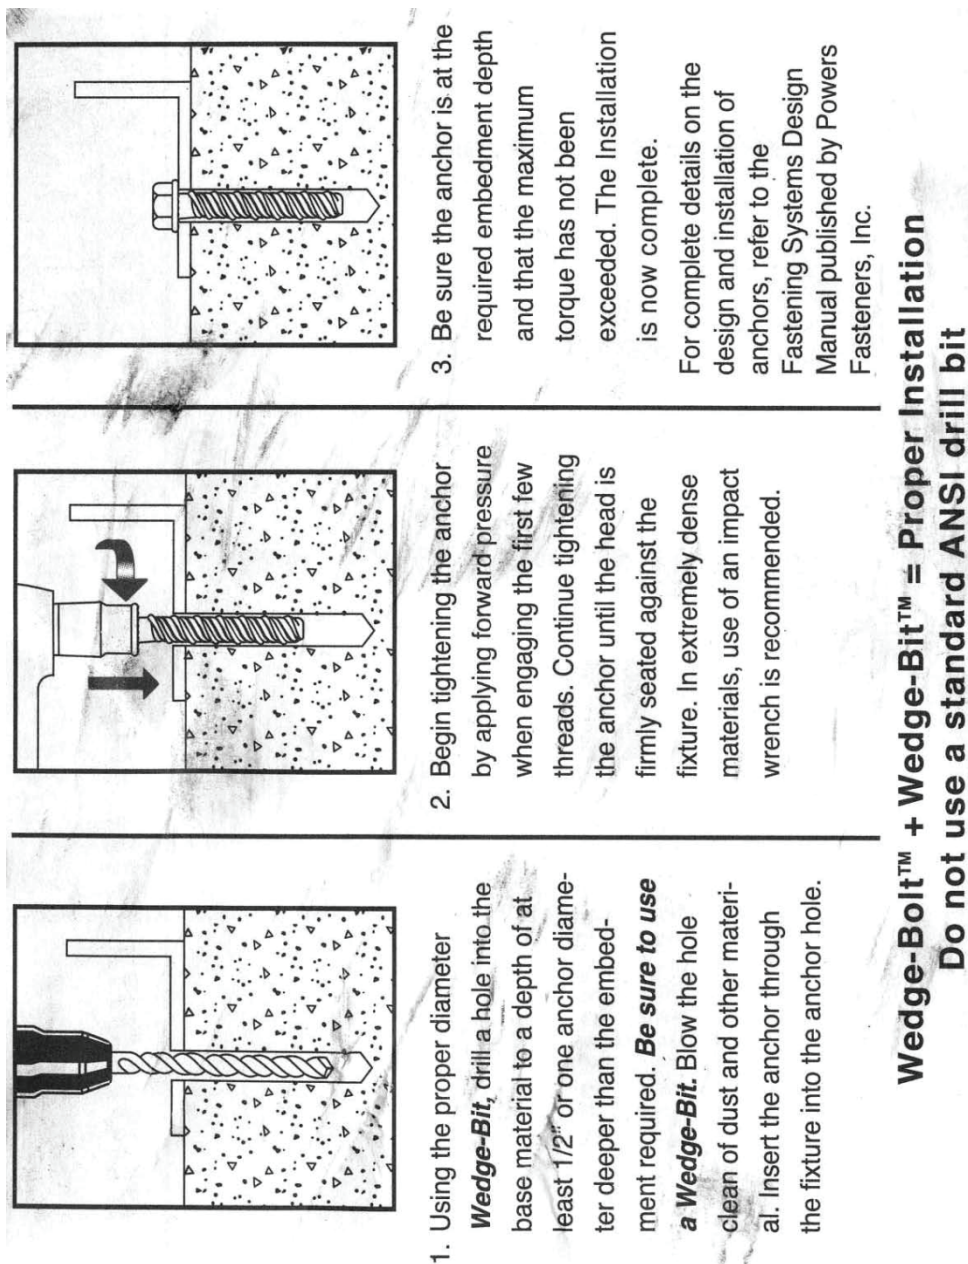 1. Using the proper diameter
Wedge-Bit, drill a hole into the
base material to a depth of at
least 1/2" or one anchor diame-
ter deeper than the embed-
ment required. Be sure to use
a Wedge-Bit. Blow the hole
clean of dust and other materi-
al. Insert the anchor through
the fixture into the anchor hole.
2. Begin tightening the anchor
by applying forward pressure
when engaging the first few
threads. Continue tightening
the anchor until the head is
firmly seated against the
fixture. In extremely dense
materials, use of an impact
wrench is recommended.
3. Be sure the anchor is at the
required embedment depth
and that the maximum
torque has not been
exceeded. The Installation
is now complete.
For complete details on the
design and installation of
anchors, refer to the
Fastening Systems Design
Manual published by Powers
Fasteners, Inc.
Wedge-Bolt™ + Wedge-Bit™ = Proper Installation
Do not use a standard ANSI drill bit